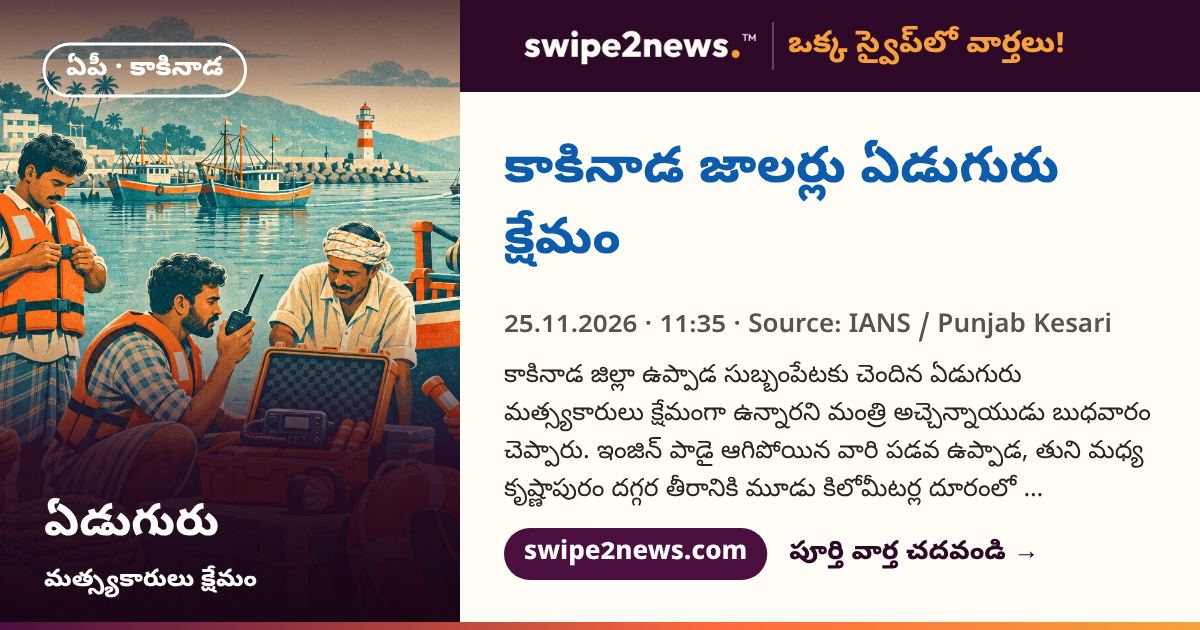 ఏపీ · కాకినాడ
ఏడుగురు
మత్స్యకారులు క్షేమం
swipe2news.™ ఒక్క స్వైప్‌లో వార్తలు!
కాకినాడ జాలర్లు ఏడుగురు
క్షేమం
25.11.2026 · 11:35 · Source: IANS / Punjab Kesari
కాకినాడ జిల్లా ఉప్పాడ సుబ్బంపేటకు చెందిన ఏడుగురు
మత్స్యకారులు క్షేమంగా ఉన్నారని మంత్రి అచ్చెన్నాయుడు బుధవారం
చెప్పారు. ఇంజిన్ పాడై ఆగిపోయిన వారి పడవ ఉప్పాడ, తుని మధ్య
కృష్ణాపురం దగ్గర తీరానికి మూడు కిలోమీటర్ల దూరంలో ...
swipe2news.com పూర్తి వార్త చదవండి →